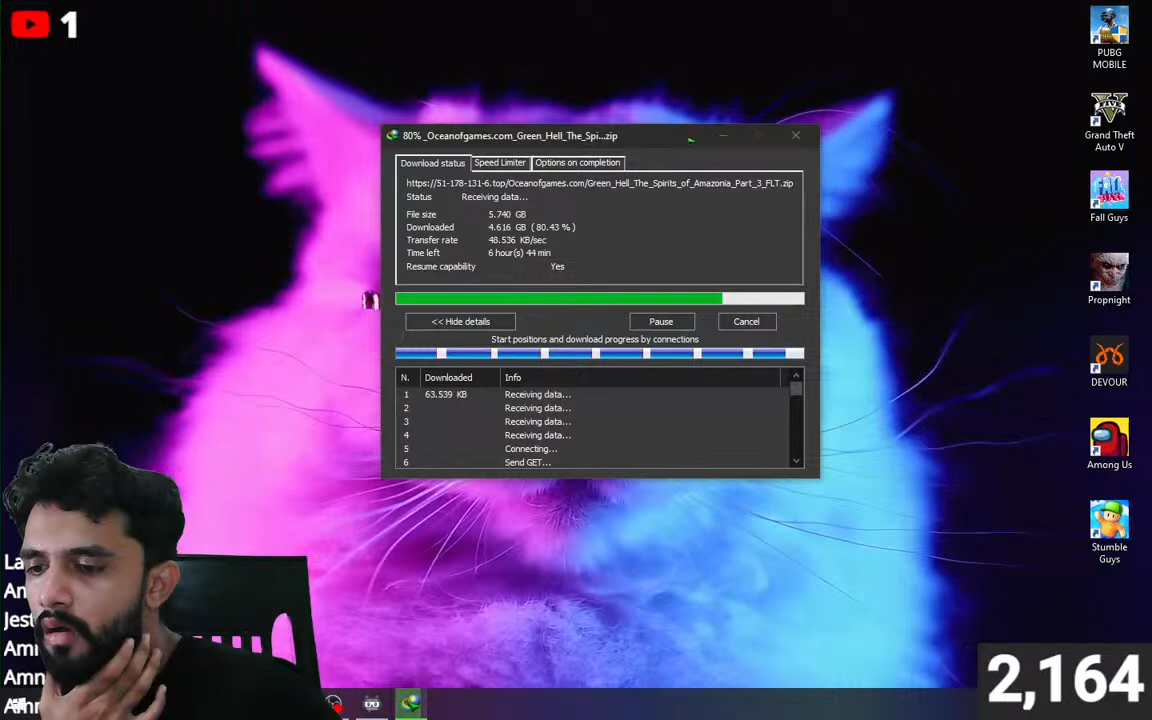 1
PUBG
MOBILE
Grand Theft
Auto V
Fall Guys
Propnight
DEVOUR
Among Us
Stumble
Guys
80% _Oceanofgames.com_Green_Hell_The_Spi...zip
Download status
Speed Limiter
Options on completion
https://51-178-131-6.top/Oceanofgames.com/Green_Hell_The_Spirits_of_Amazonia_Part_3_FLT.zip
Status Receiving data...
File size 5.740 GB
Downloaded 4.616 GB ( 80.43 % )
Transfer rate 48.536 KB/sec
Time left 6 hour(s) 44 min
Resume capability Yes
<< Hide details
Pause
Cancel
Start positions and download progress by connections
N. Downloaded Info
1 63.539 KB Receiving data...
2 Receiving data...
3 Receiving data...
4 Receiving data...
5 Connecting...
6 Send GET...
2,164